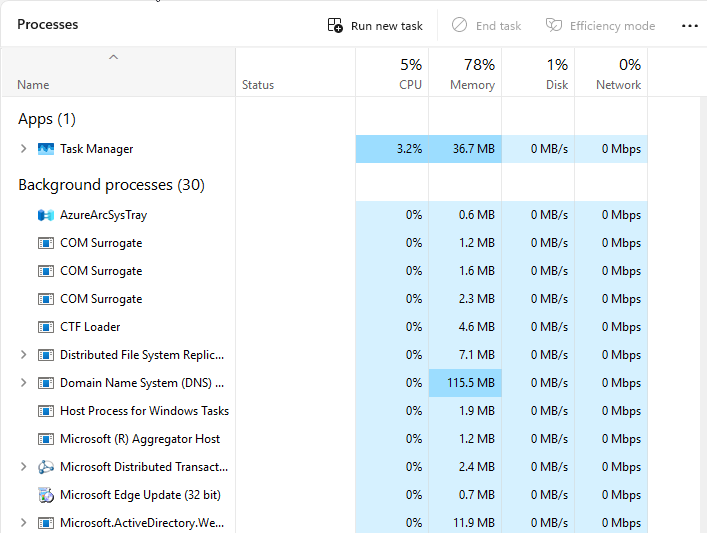 Processes Run new task End task Efficiency mode
5% 78% 1% 0%
Name Status CPU Memory Disk Network
Apps (1)
Task Manager 3.2% 36.7 MB 0 MB/s 0 Mbps
Background processes (30)
AzureArcSysTray 0% 0.6 MB 0 MB/s 0 Mbps
COM Surrogate 0% 1.2 MB 0 MB/s 0 Mbps
COM Surrogate 0% 1.6 MB 0 MB/s 0 Mbps
COM Surrogate 0% 2.3 MB 0 MB/s 0 Mbps
CTF Loader 0% 4.6 MB 0 MB/s 0 Mbps
Distributed File System Replic... 0% 7.1 MB 0 MB/s 0 Mbps
Domain Name System (DNS) ... 0% 115.5 MB 0 MB/s 0 Mbps
Host Process for Windows Tasks 0% 1.9 MB 0 MB/s 0 Mbps
Microsoft (R) Aggregator Host 0% 1.2 MB 0 MB/s 0 Mbps
Microsoft Distributed Transact... 0% 2.4 MB 0 MB/s 0 Mbps
Microsoft Edge Update (32 bit) 0% 0.7 MB 0 MB/s 0 Mbps
Microsoft.ActiveDirectory.We... 0% 11.9 MB 0 MB/s 0 Mbps